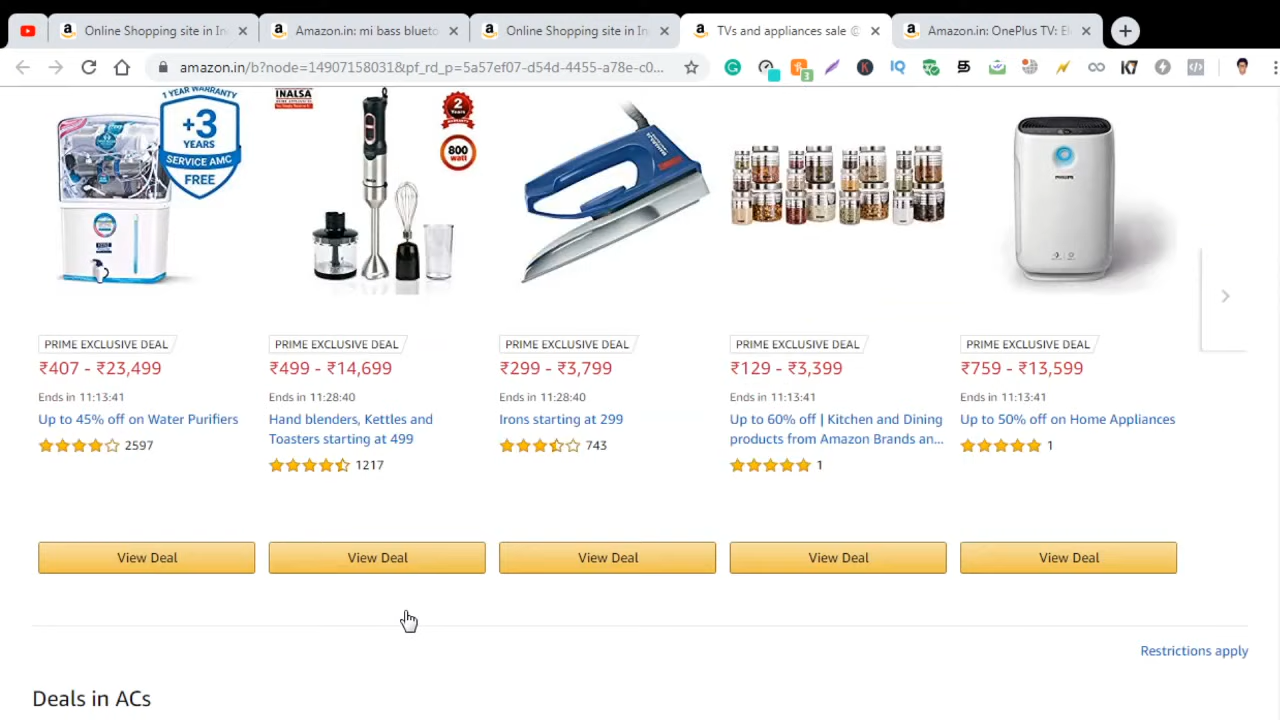 Online Shopping site in In
Amazon.in: mi bass blueto
Online Shopping site in In
TVs and appliances sale @
Amazon.in: OnePlus TV: El
amazon.in/b?node=14907158031&pf_rd_p=5a57ef07-d54d-4455-a78e-c0...
3
K7
1 YEAR WARRANTY
+3
YEARS
SERVICE AMC
FREE
INALSA
2
Years
800
watt
PHILIPS
PRIME EXCLUSIVE DEAL
₹407 - ₹23,499
Ends in 11:13:41
Up to 45% off on Water Purifiers
2597
View Deal
PRIME EXCLUSIVE DEAL
₹499 - ₹14,699
Ends in 11:28:40
Hand blenders, Kettles and
Toasters starting at 499
1217
View Deal
PRIME EXCLUSIVE DEAL
₹299 - ₹3,799
Ends in 11:28:40
Irons starting at 299
743
View Deal
PRIME EXCLUSIVE DEAL
₹129 - ₹3,399
Ends in 11:13:41
Up to 60% off | Kitchen and Dining
products from Amazon Brands an...
1
View Deal
PRIME EXCLUSIVE DEAL
₹759 - ₹13,599
Ends in 11:13:41
Up to 50% off on Home Appliances
1
View Deal
Restrictions apply
Deals in ACs